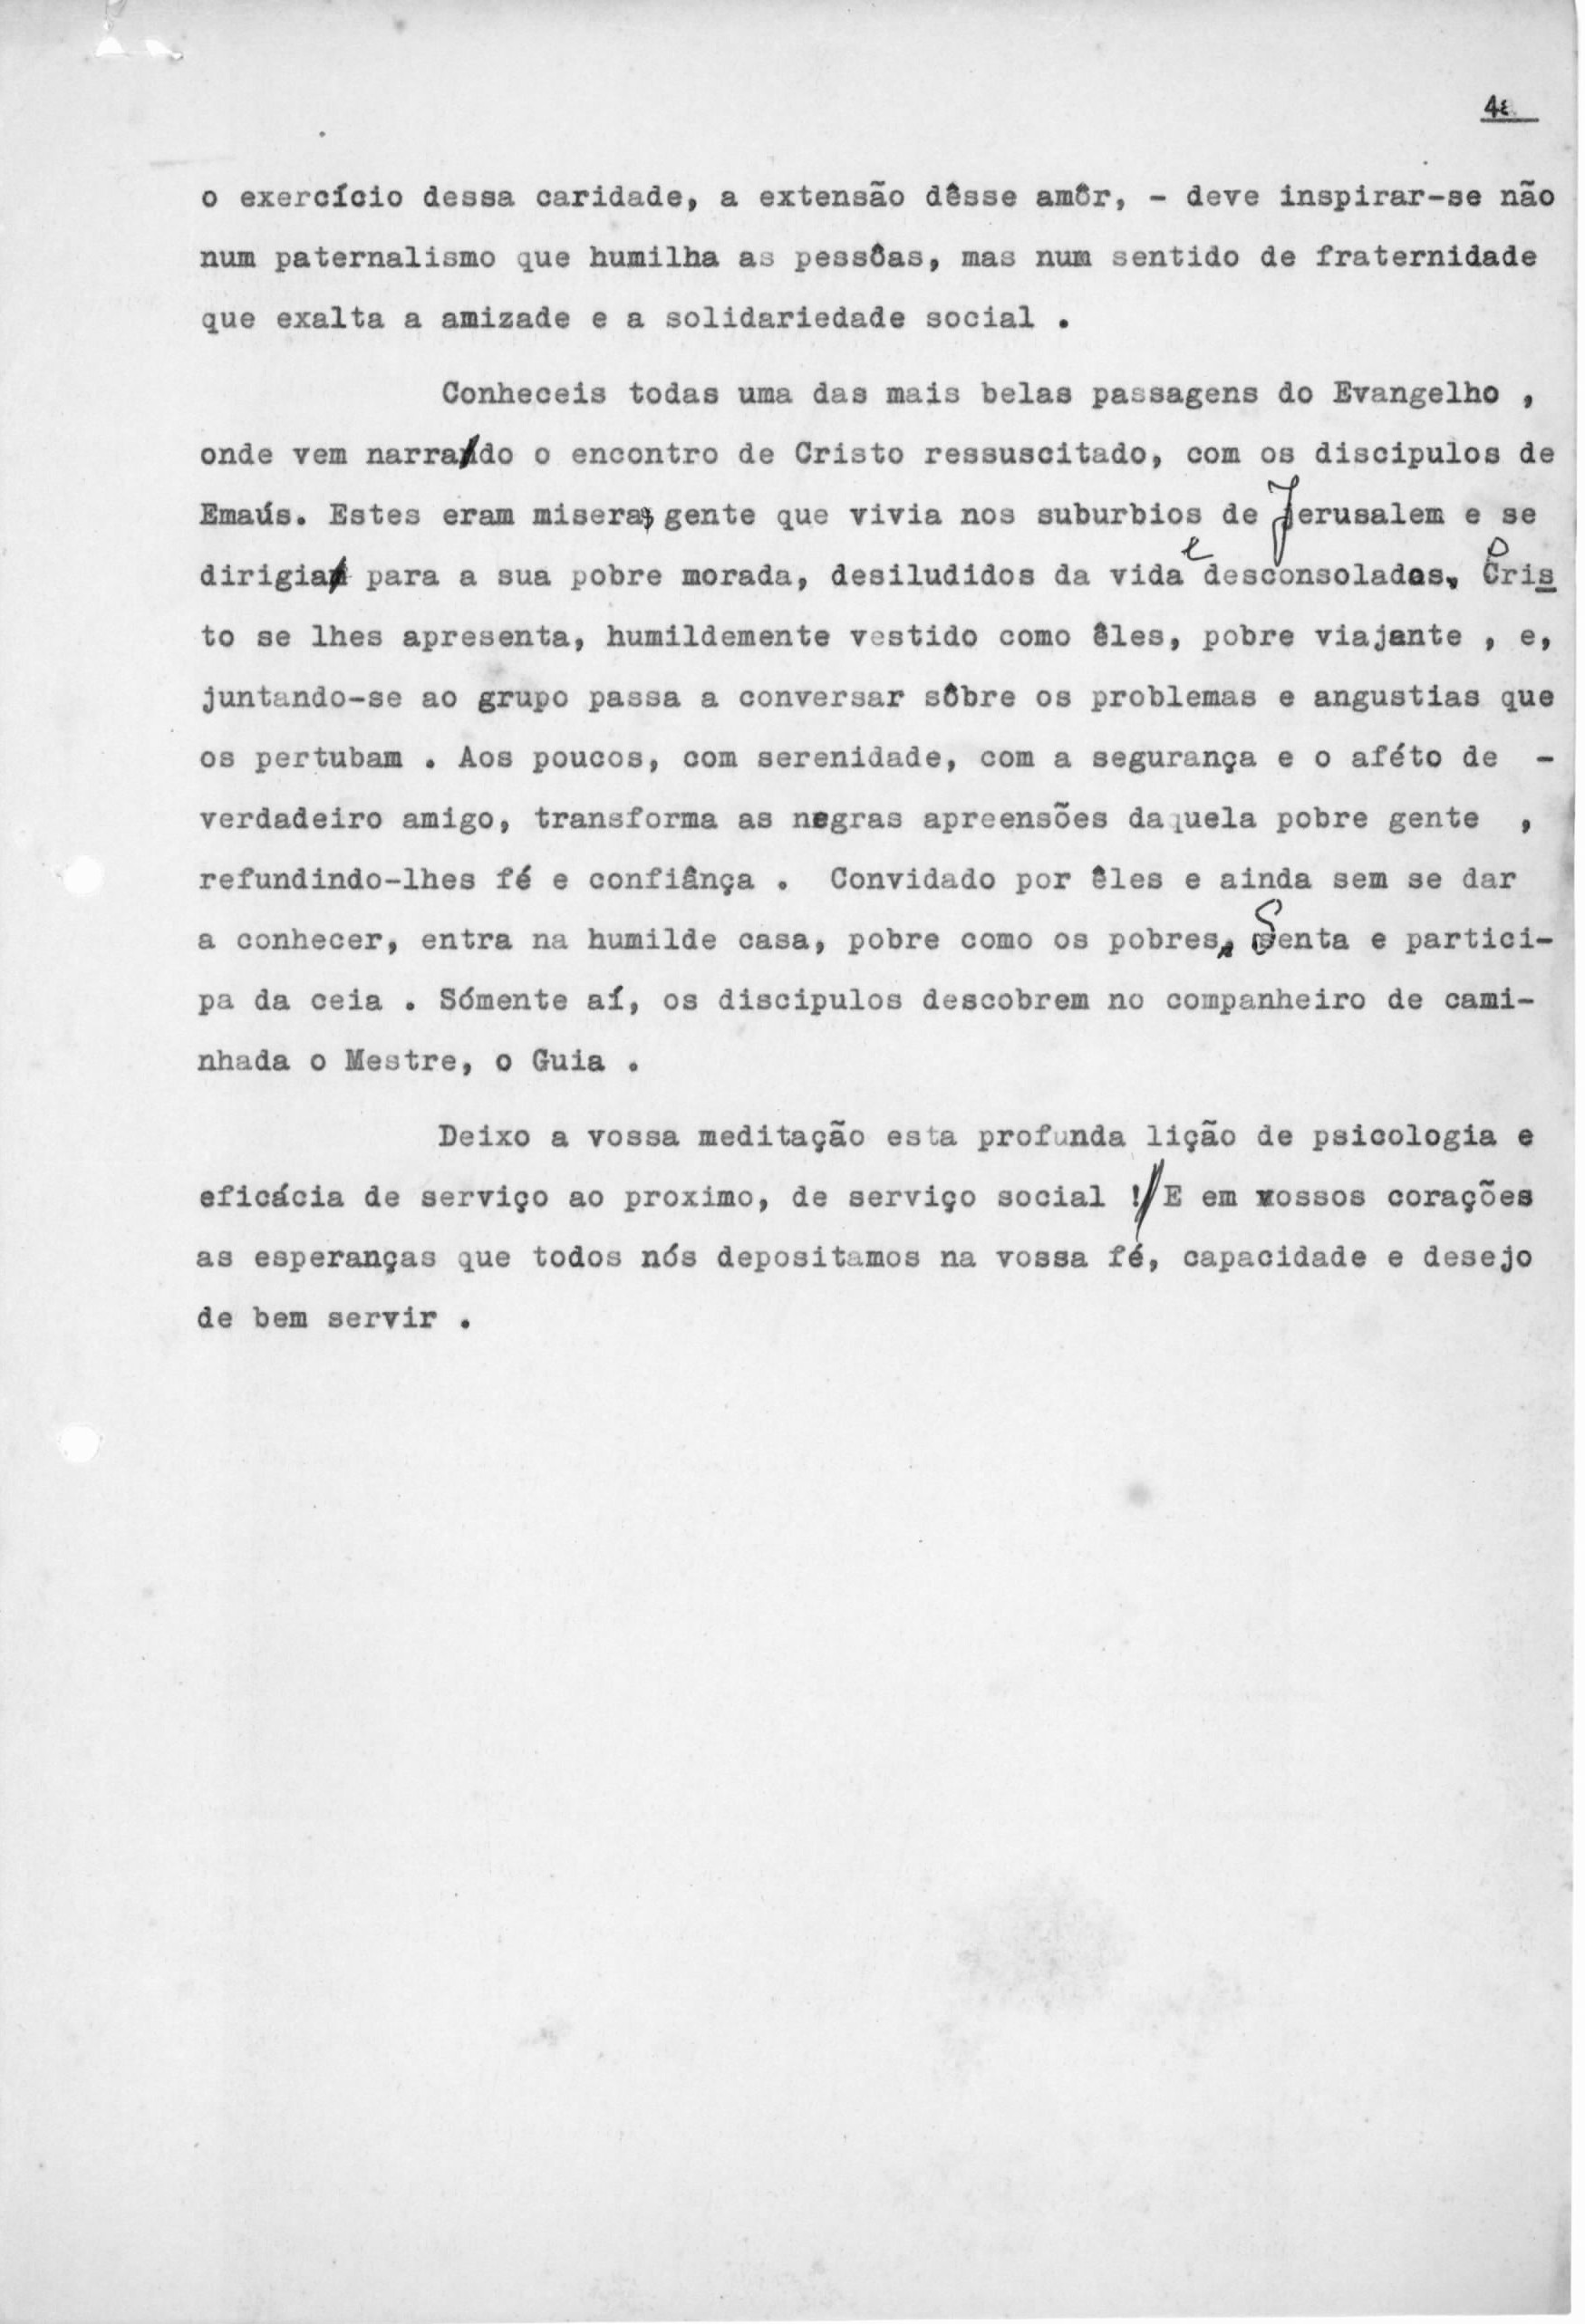 4
o exercício dessa caridade, a extensão dêsse amôr, - deve inspirar-se não
num paternalismo que humilha as pessôas, mas num sentido de fraternidade
que exalta a amizade e a solidariedade social .
Conheceis todas uma das mais belas passagens do Evangelho ,
onde vem narrado o encontro de Cristo ressuscitado, com os discipulos de
Emaús. Estes eram misera gente que vivia nos suburbios de Jerusalem e se
dirigia para a sua pobre morada, desiludidos da vida e desconsolados, Cris
to se lhes apresenta, humildemente vestido como êles, pobre viajante , e,
juntando-se ao grupo passa a conversar sôbre os problemas e angustias que
os pertubam . Aos poucos, com serenidade, com a segurança e o aféto de -
verdadeiro amigo, transforma as negras apreensões daquela pobre gente ,
refundindo-lhes fé e confiânça . Convidado por êles e ainda sem se dar
a conhecer, entra na humilde casa, pobre como os pobres, Senta e partici-
pa da ceia . Sómente aí, os discipulos descobrem no companheiro de cami-
nhada o Mestre, o Guia .
Deixo a vossa meditação esta profunda lição de psicologia e
eficácia de serviço ao proximo, de serviço social !// E em vossos corações
as esperanças que todos nós depositamos na vossa fé, capacidade e desejo
de bem servir .